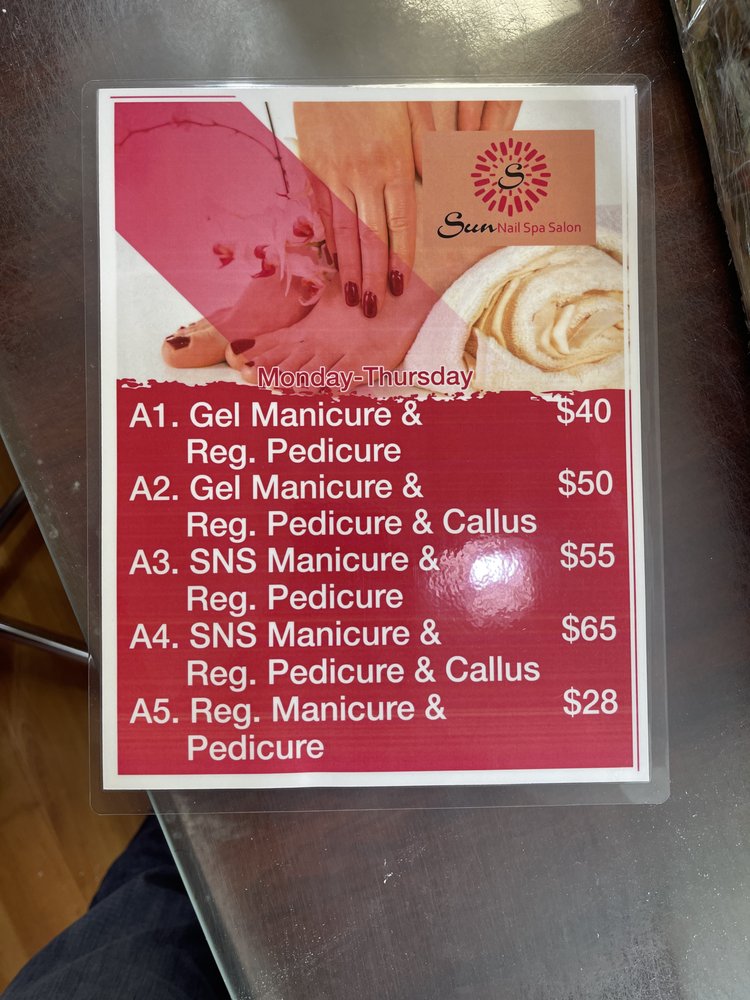 S
Sun Nail Spa Salon
Monday-Thursday
A1. Gel Manicure & $40
Reg. Pedicure
A2. Gel Manicure & $50
Reg. Pedicure & Callus
A3. SNS Manicure & $55
Reg. Pedicure
A4. SNS Manicure & $65
Reg. Pedicure & Callus
A5. Reg. Manicure & $28
Pedicure